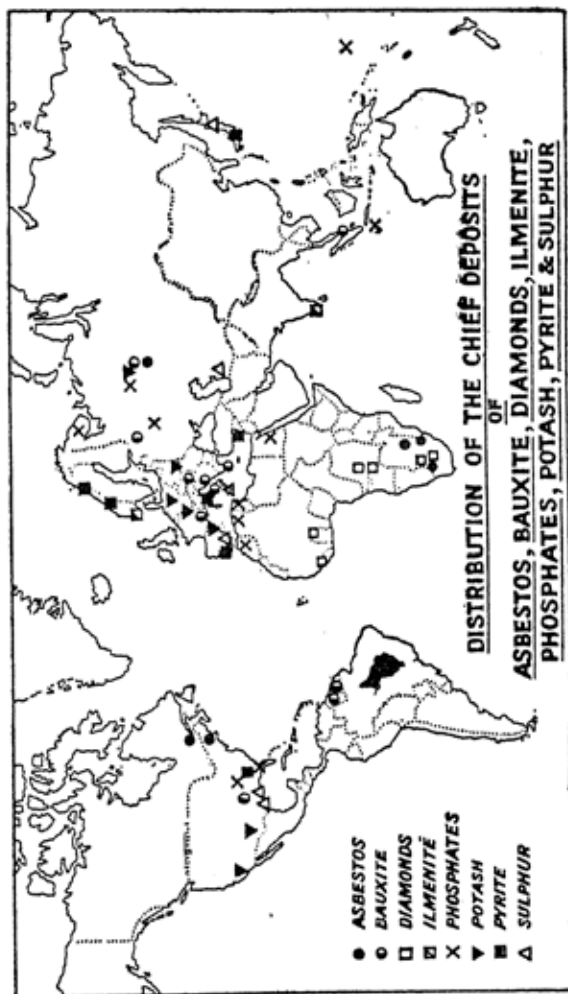 DISTRIBUTION OF THE CHIEF DEPOSITS
OF
ASBESTOS, BAUXITE, DIAMONDS, ILMENITE,
PHOSPHATES, POTASH, PYRITE & SULPHUR
ASBESTOS
BAUXITE
DIAMONDS
ILMENITÉ
PHOSPHATES
POTASH
PYRITE
SULPHUR